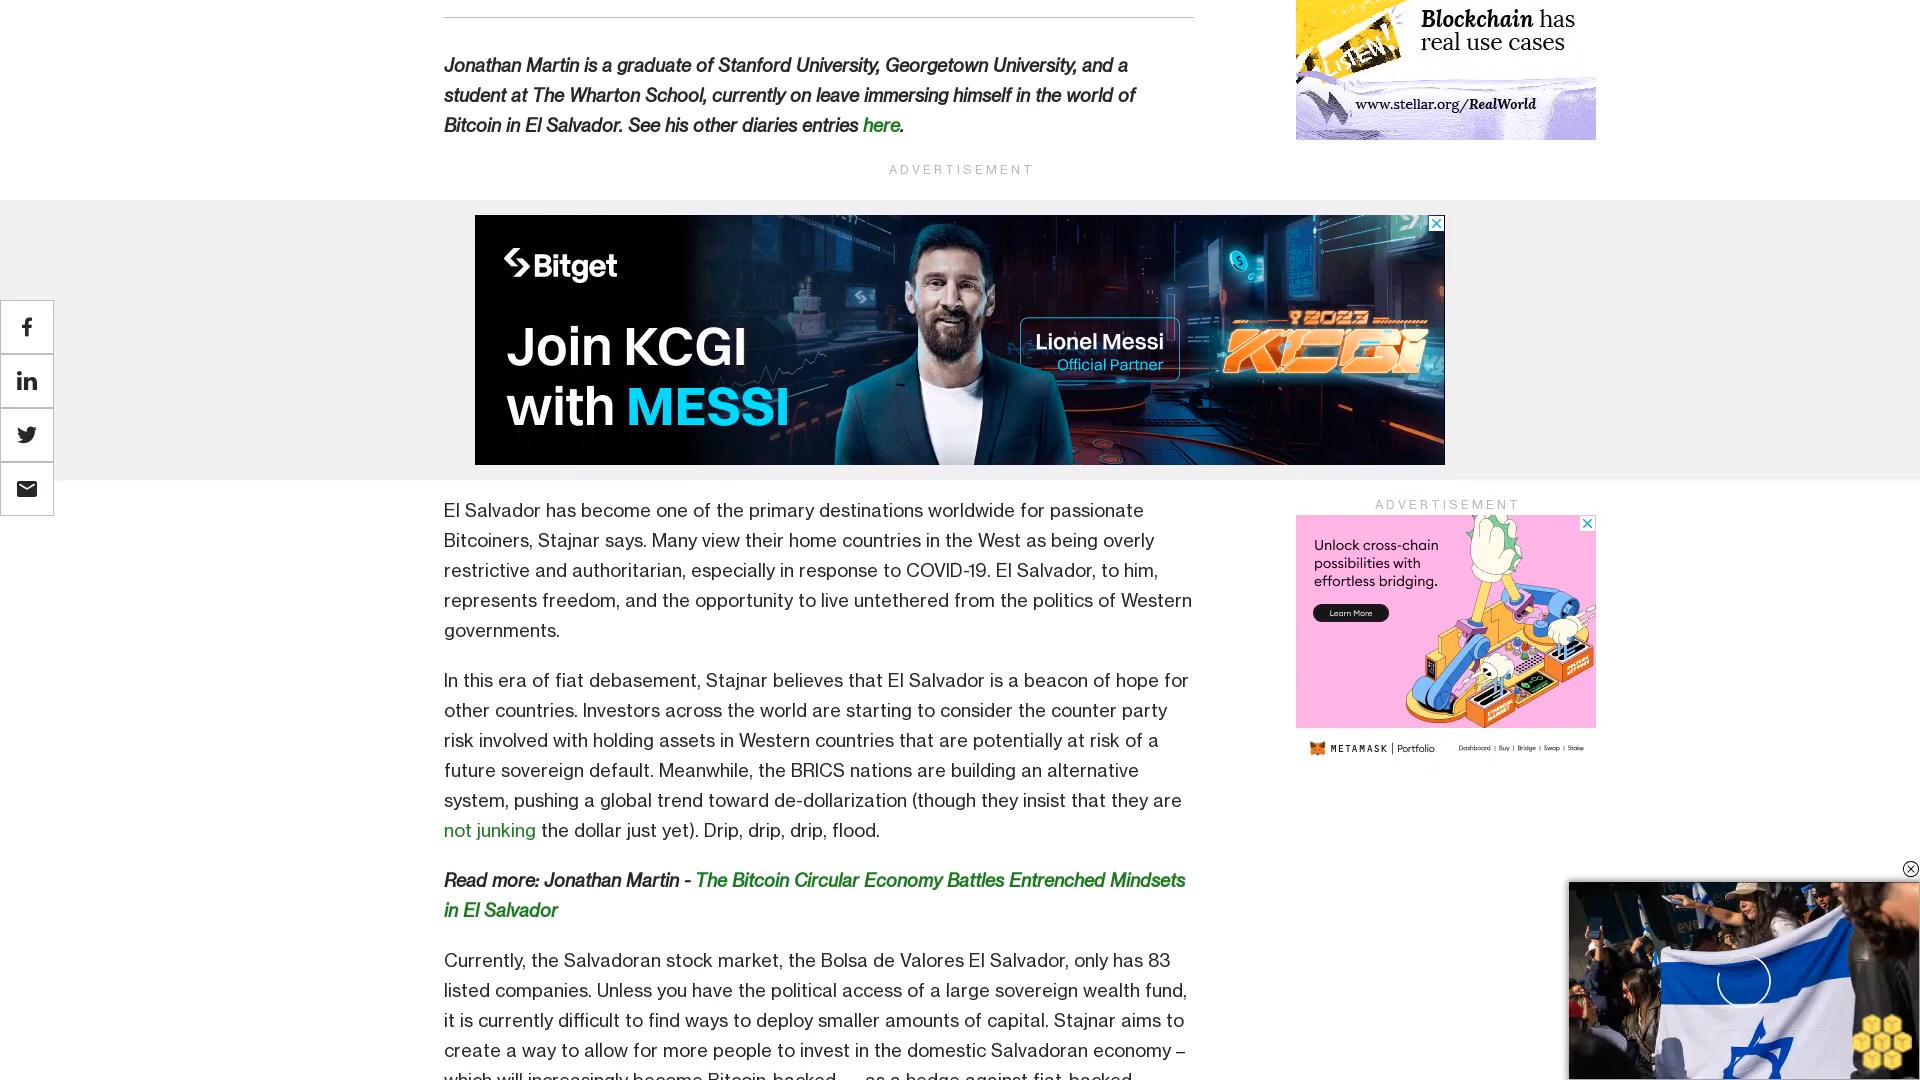 Blockchain has
real use cases
LISTEN!
www.stellar.org/RealWorld
Jonathan Martin is a graduate of Stanford University, Georgetown University, and a
student at The Wharton School, currently on leave immersing himself in the world of
Bitcoin in El Salvador. See his other diaries entries here.
ADVERTISEMENT
Bitget
Join KCGI
with MESSI
Lionel Messi
Official Partner
2023
KCGI
El Salvador has become one of the primary destinations worldwide for passionate
Bitcoiners, Stajnar says. Many view their home countries in the West as being overly
restrictive and authoritarian, especially in response to COVID-19. El Salvador, to him,
represents freedom, and the opportunity to live untethered from the politics of Western
governments.
In this era of fiat debasement, Stajnar believes that El Salvador is a beacon of hope for
other countries. Investors across the world are starting to consider the counter party
risk involved with holding assets in Western countries that are potentially at risk of a
future sovereign default. Meanwhile, the BRICS nations are building an alternative
system, pushing a global trend toward de-dollarization (though they insist that they are
not junking the dollar just yet). Drip, drip, drip, flood.
Read more: Jonathan Martin - The Bitcoin Circular Economy Battles Entrenched Mindsets
in El Salvador
Currently, the Salvadoran stock market, the Bolsa de Valores El Salvador, only has 83
listed companies. Unless you have the political access of a large sovereign wealth fund,
it is currently difficult to find ways to deploy smaller amounts of capital. Stajnar aims to
create a way to allow for more people to invest in the domestic Salvadoran economy –
which will increasingly become Bitcoin-backed — as a hedge against fiat-backed
ADVERTISEMENT
Unlock cross-chain
possibilities with
effortless bridging.
Learn More
METAMASK | Portfolio
Dashboard | Buy | Bridge | Swap | Stake